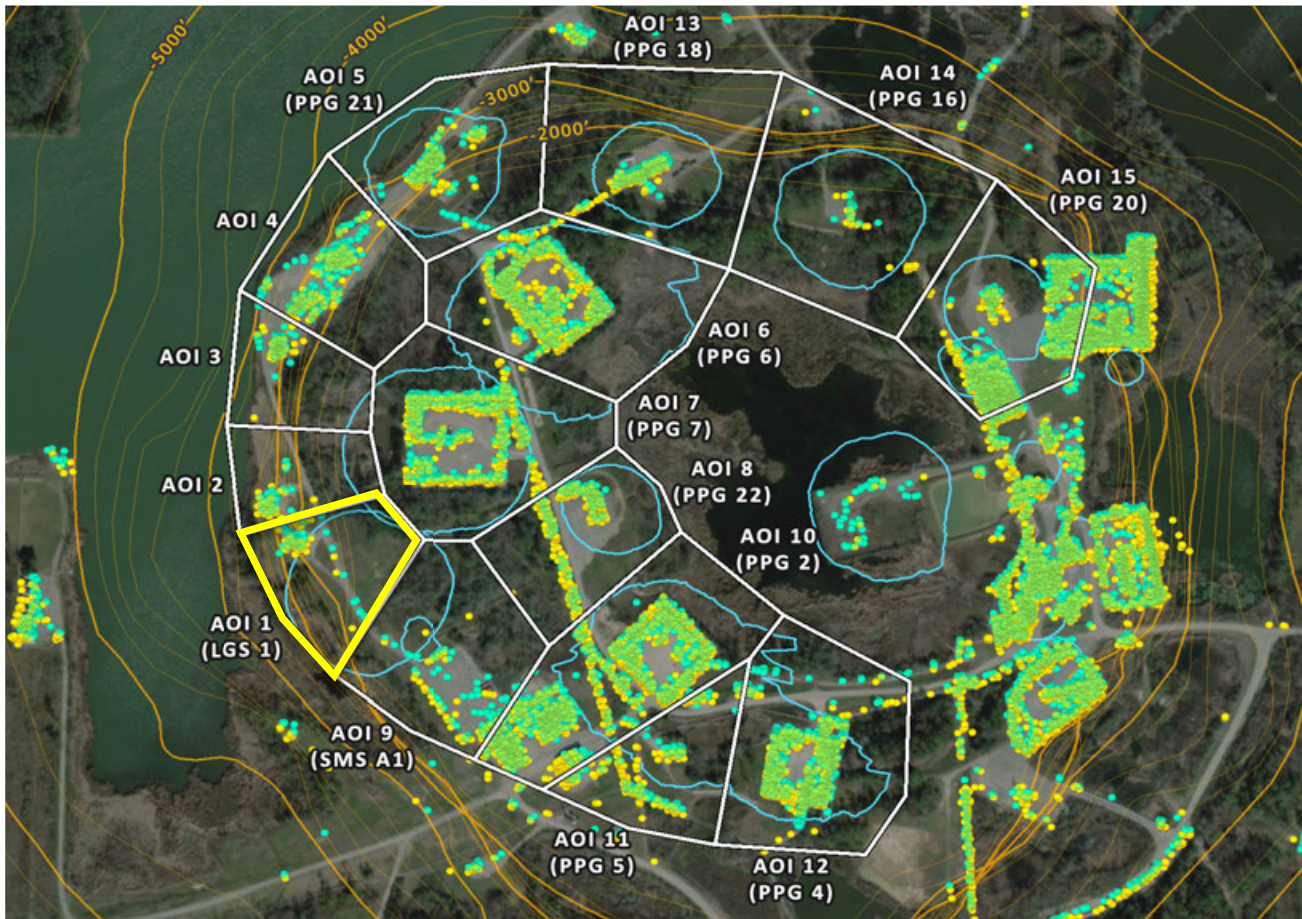 -5000'
-4000'
AOI 13
(PPG 18)
AOI 5
(PPG 21)
-3000'
-2000'
AOI 14
(PPG 16)
AOI 15
(PPG 20)
AOI 4
AOI 3
AOI 6
(PPG 6)
AOI 7
(PPG 7)
AOI 2
AOI 8
(PPG 22)
AOI 10
(PPG 2)
AOI 1
(LGS 1)
AOI 9
(SMS A1)
AOI 11
(PPG 5)
AOI 12
(PPG 4)